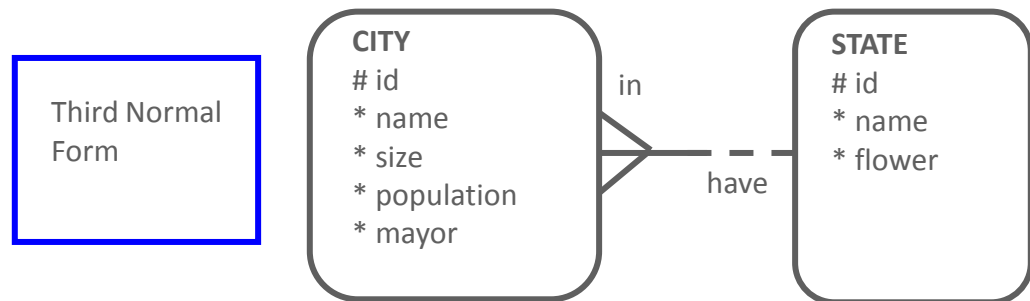 Third Normal
Form
CITY
# id
* name
* size
* population
* mayor
in
have
STATE
# id
* name
* flower